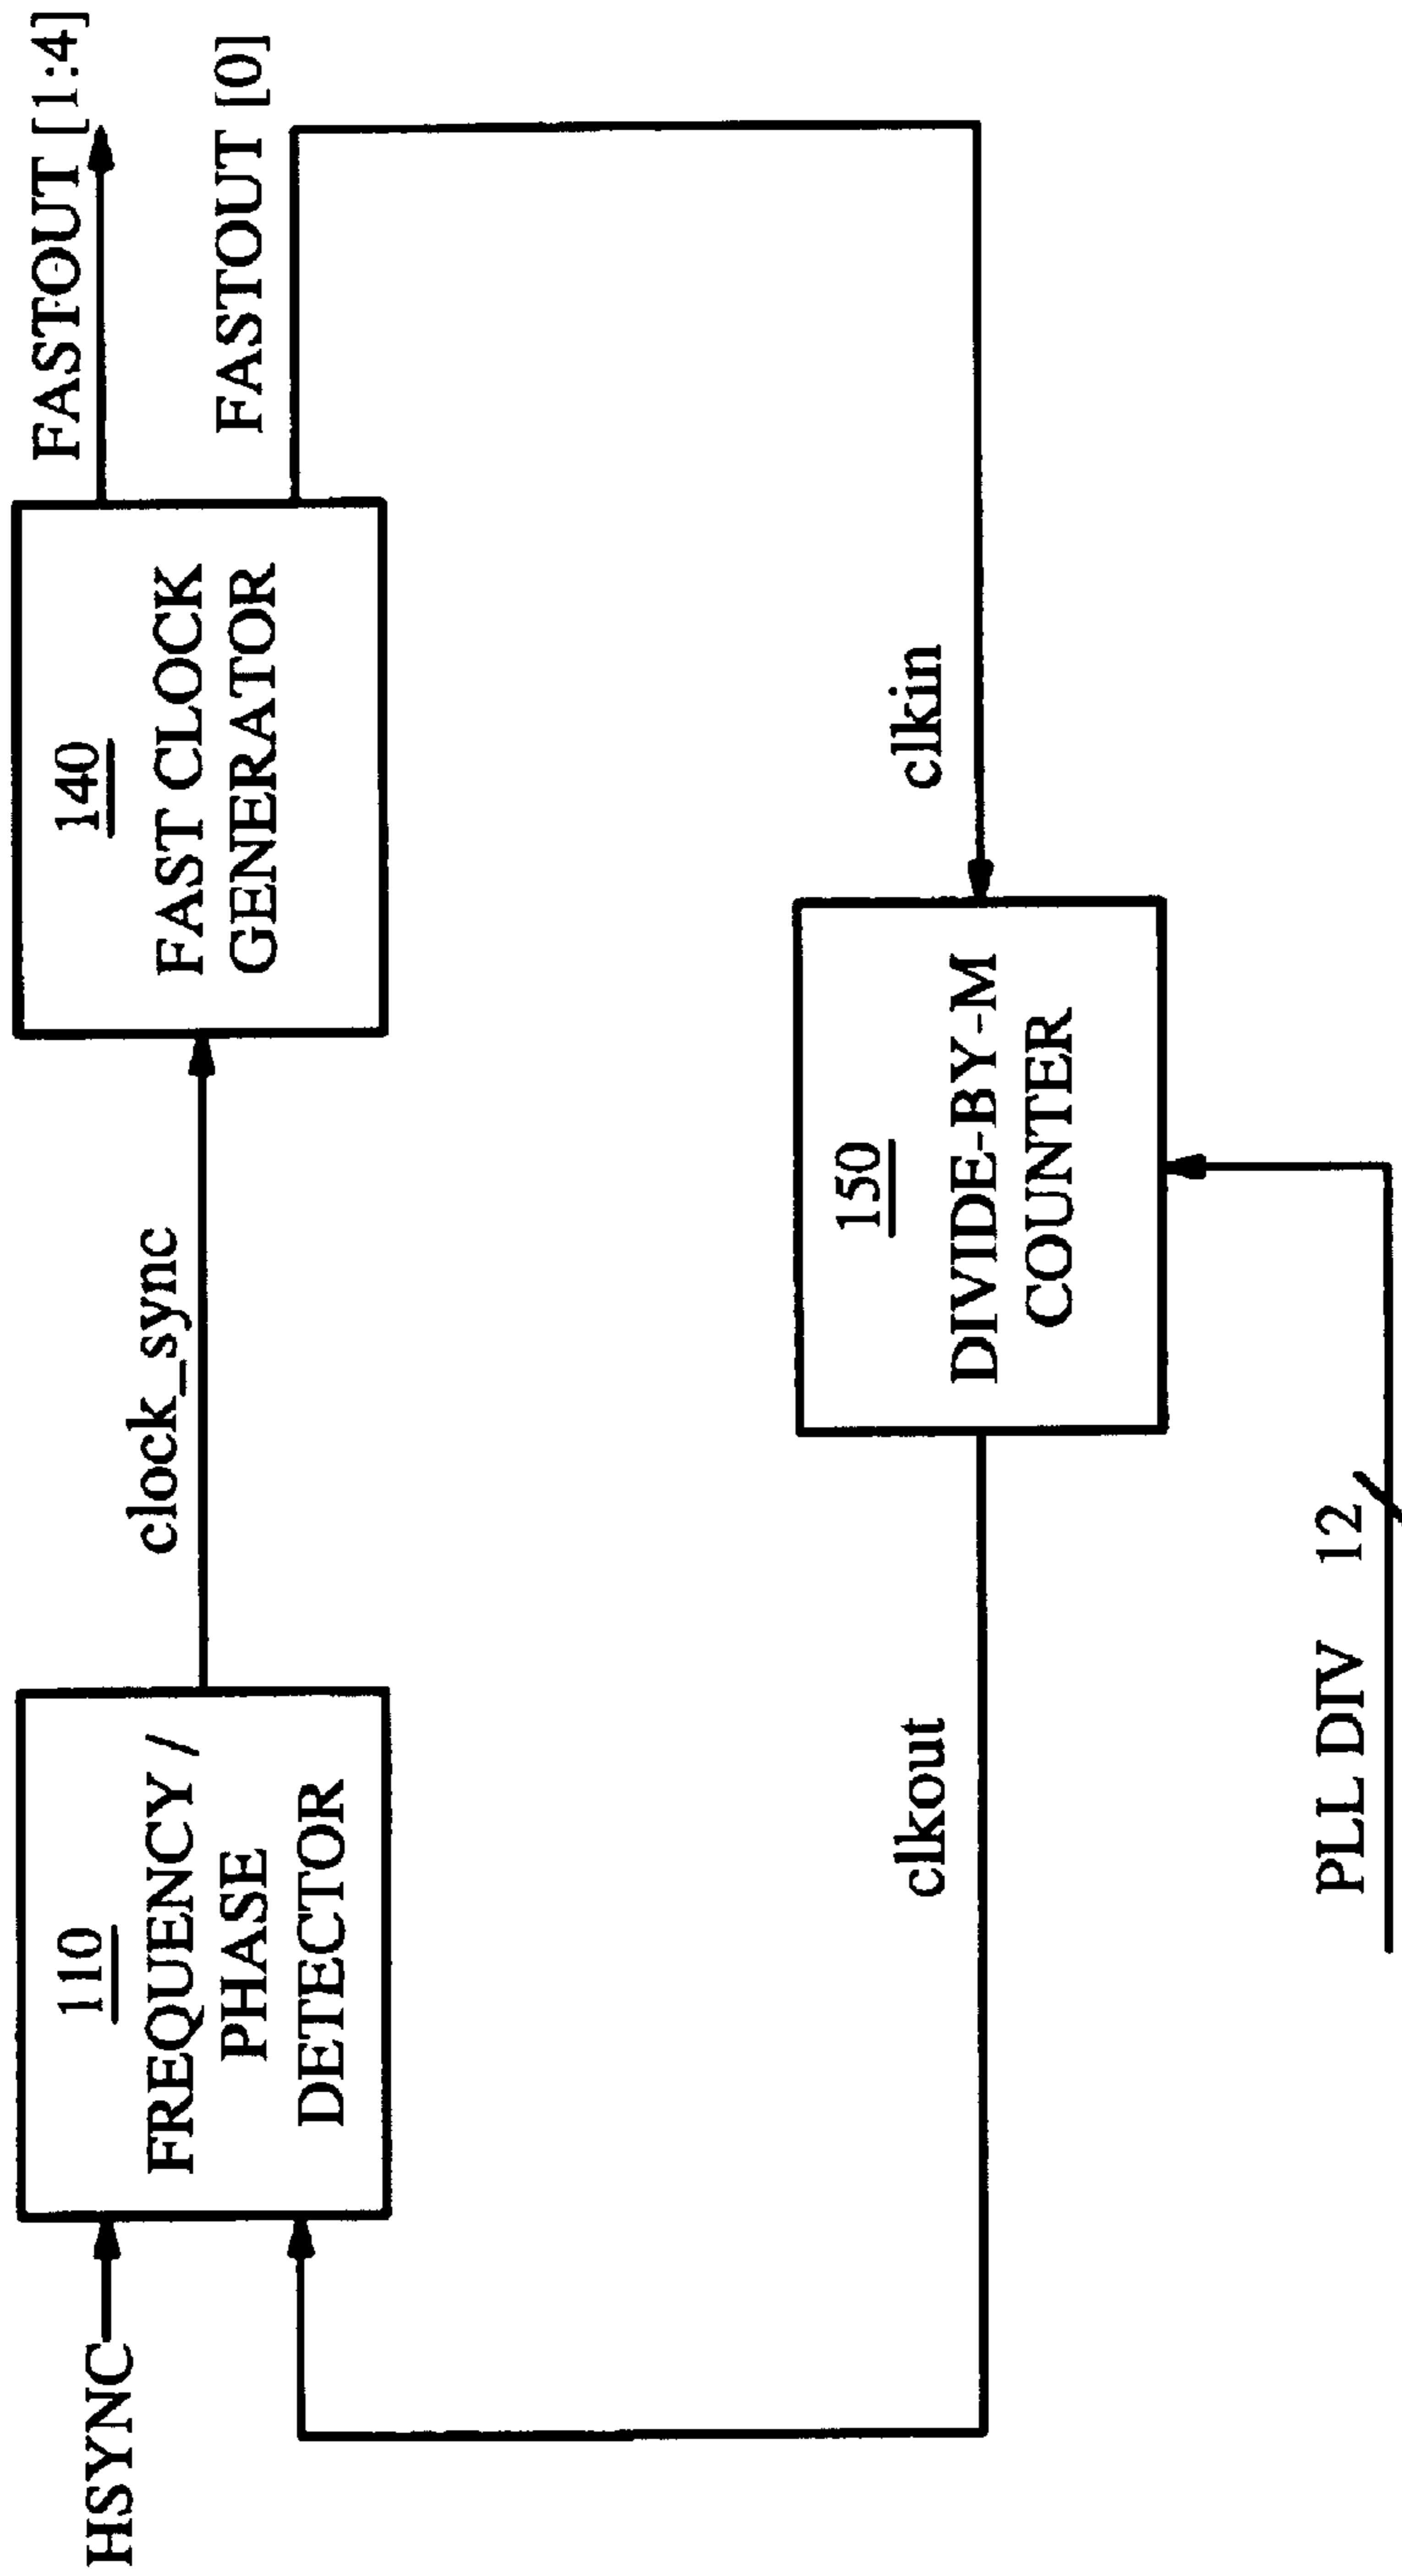 HSYNC
110
FREQUENCY /
PHASE
DETECTOR
clock_sync
140
FAST CLOCK
GENERATOR
FASTOUT [1:4]
FASTOUT [0]
clkout
150
DIVIDE-BY-M
COUNTER
clkin
PLL DIV 12